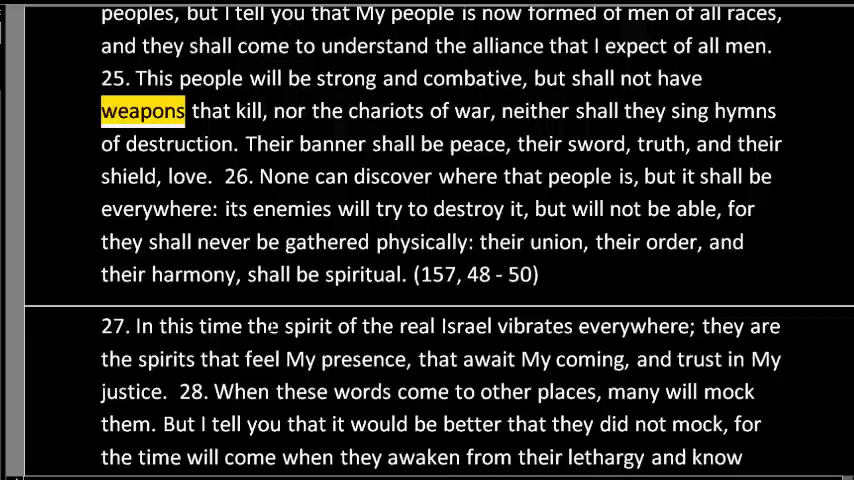 peoples, but I tell you that My people is now formed of men of all races,
and they shall come to understand the alliance that I expect of all men.
25. This people will be strong and combative, but shall not have
weapons that kill, nor the chariots of war, neither shall they sing hymns
of destruction. Their banner shall be peace, their sword, truth, and their
shield, love.  26. None can discover where that people is, but it shall be
everywhere: its enemies will try to destroy it, but will not be able, for
they shall never be gathered physically: their union, their order, and
their harmony, shall be spiritual. (157, 48 - 50)
27. In this time the spirit of the real Israel vibrates everywhere; they are
the spirits that feel My presence, that await My coming, and trust in My
justice.  28. When these words come to other places, many will mock
them. But I tell you that it would be better that they did not mock, for
the time will come when they awaken from their lethargy and know